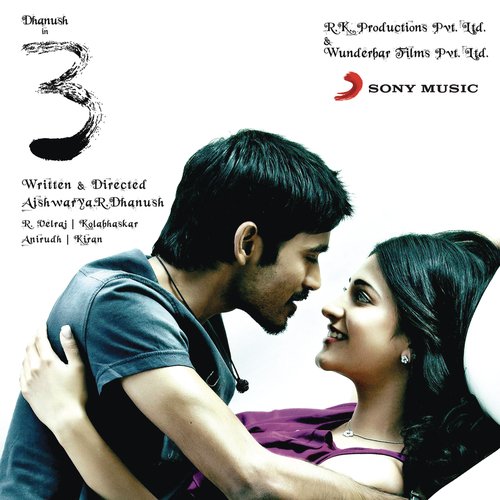 Dhanush
in
3
Written & Directed
Aishwarya.R.Dhanush
R. Velraj | Kolabhaskar
Anirudh | Kiran
R.K. Productions Pvt. Ltd.
&
Wunderbar Films Pvt. Ltd.
SONY MUSIC